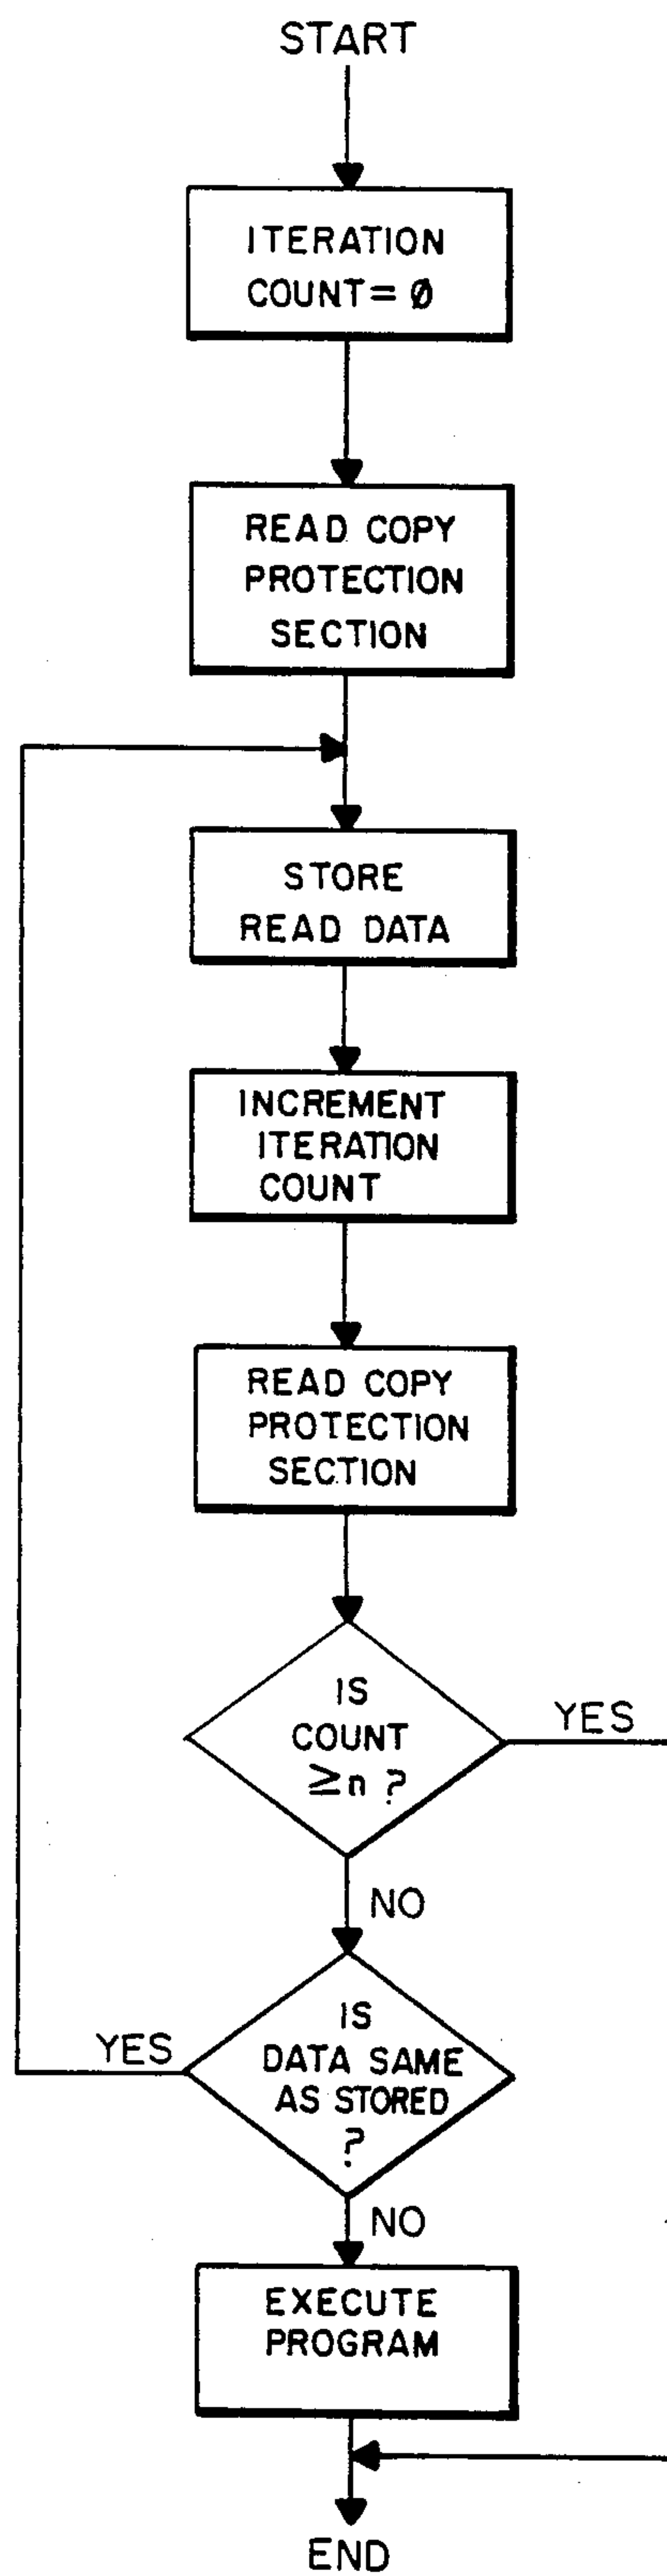 START
ITERATION
COUNT = Ø
READ COPY
PROTECTION
SECTION
STORE
READ DATA
INCREMENT
ITERATION
COUNT
READ COPY
PROTECTION
SECTION
IS
COUNT
≥n ?
YES
NO
IS
DATA SAME
AS STORED
?
YES
NO
EXECUTE
PROGRAM
END